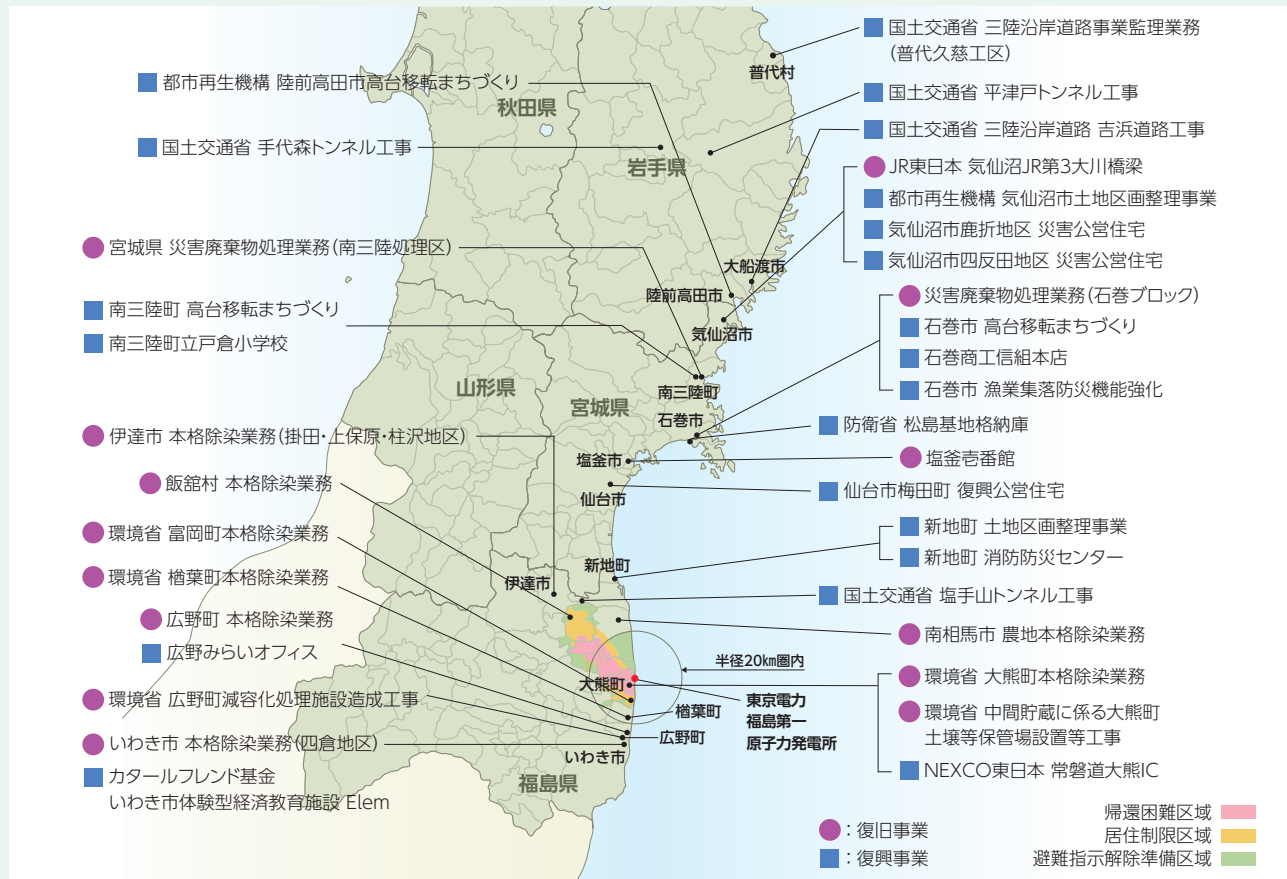 都市再生機構 陸前高田市高台移転まちづくり
国土交通省 手代森トンネル工事
宮城県 災害廃棄物処理業務(南三陸処理区)
南三陸町 高台移転まちづくり
南三陸町立戸倉小学校
伊達市 本格除染業務(掛田・上保原・柱沢地区)
飯舘村 本格除染業務
環境省 富岡町本格除染業務
環境省 楢葉町本格除染業務
広野町 本格除染業務
広野みらいオフィス
環境省 広野町減容化処理施設造成工事
いわき市 本格除染業務(四倉地区)
カタールフレンド基金
いわき市体験型経済教育施設 Elem
秋田県
岩手県
山形県
宮城県
福島県
普代村
大船渡市
陸前高田市
気仙沼市
南三陸町
石巻市
塩釜市
仙台市
新地町
伊達市
大熊町
楢葉町
広野町
いわき市
半径20km圏内
東京電力
福島第一
原子力発電所
国土交通省 三陸沿岸道路事業監理業務
(普代久慈工区)
国土交通省 平津戸トンネル工事
国土交通省 三陸沿岸道路 吉浜道路工事
JR東日本 気仙沼JR第3大川橋梁
都市再生機構 気仙沼市土地区画整理事業
気仙沼市鹿折地区 災害公営住宅
気仙沼市四反田地区 災害公営住宅
災害廃棄物処理業務(石巻ブロック)
石巻市 高台移転まちづくり
石巻商工信組本店
石巻市 漁業集落防災機能強化
防衛省 松島基地格納庫
塩釜壱番館
仙台市梅田町 復興公営住宅
新地町 土地区画整理事業
新地町 消防防災センター
国土交通省 塩手山トンネル工事
南相馬市 農地本格除染業務
環境省 大熊町本格除染業務
環境省 中間貯蔵に係る大熊町
土壌等保管場設置等工事
NEXCO東日本 常磐道大熊IC
:復旧事業
:復興事業
帰還困難区域
居住制限区域
避難指示解除準備区域